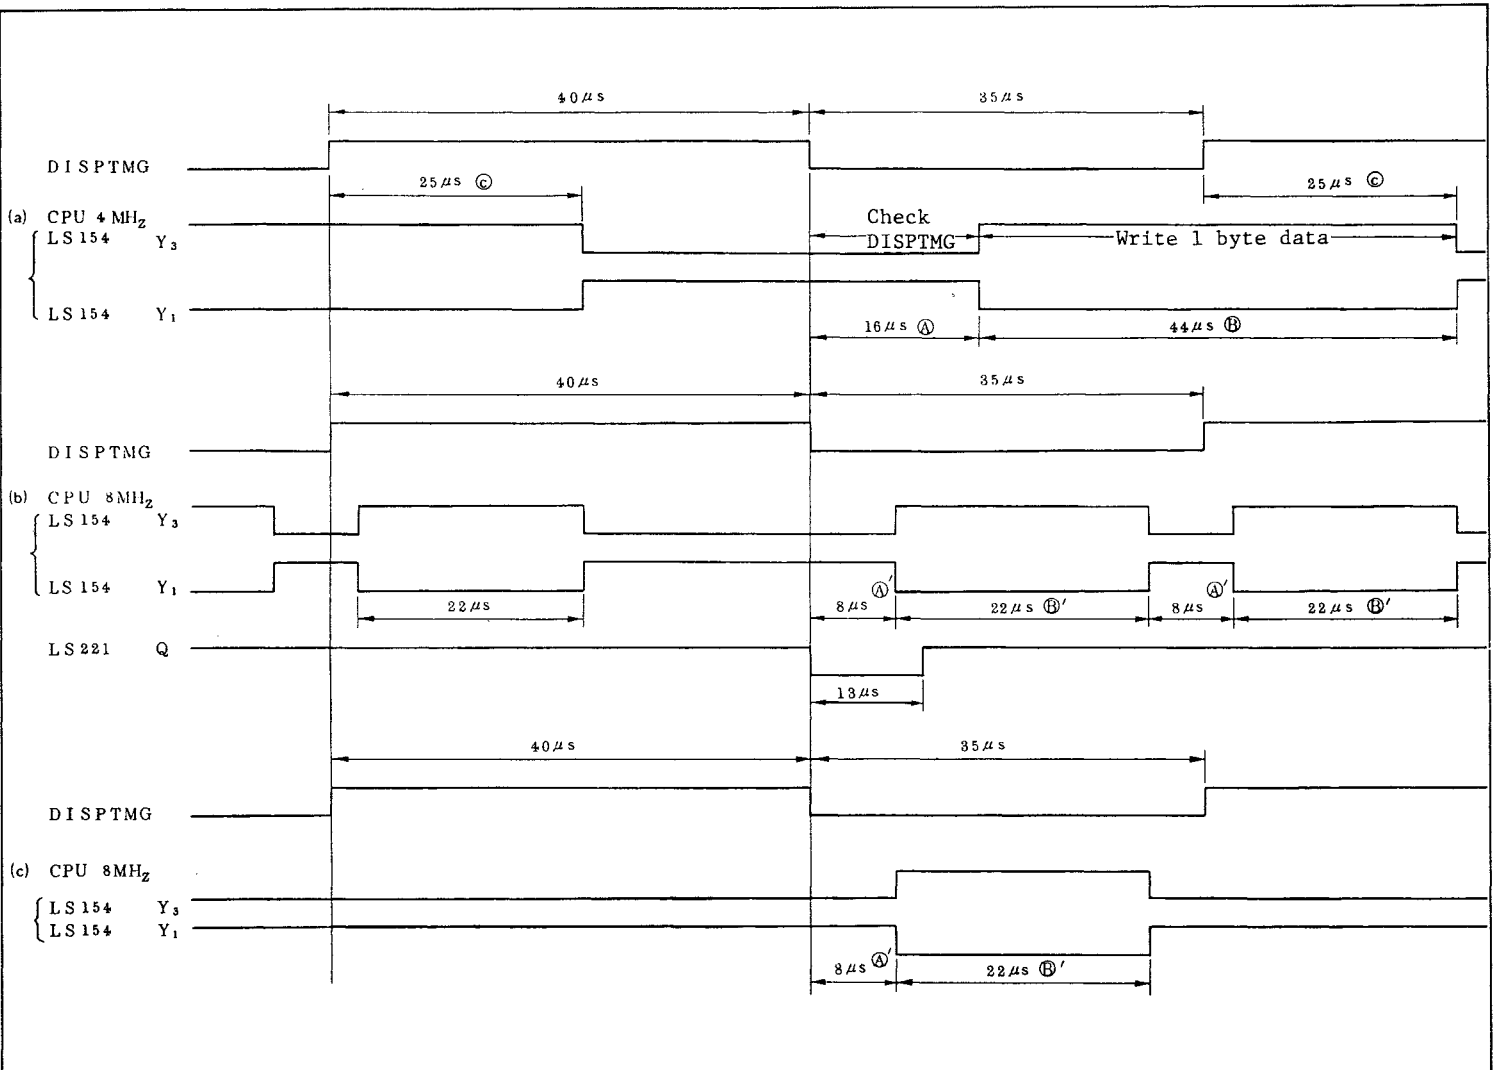 40μs 35μs
DISPTMG
25μs Ⓒ 25μs Ⓒ
(a) CPU 4 MHz
LS154 Y₃
Check
DISPTMG
Write 1 byte data
LS154 Y₁
16μs Ⓐ 44μs Ⓑ
40μs 35μs
DISPTMG
(b) CPU 8MHz
LS154 Y₃
LS154 Y₁
22μs 8μs Ⓐ' 22μs Ⓑ' 8μs Ⓐ' 22μs Ⓑ'
LS221 Q
13μs
40μs 35μs
DISPTMG
(c) CPU 8MHz
LS154 Y₃
LS154 Y₁
8μs Ⓐ' 22μs Ⓑ'